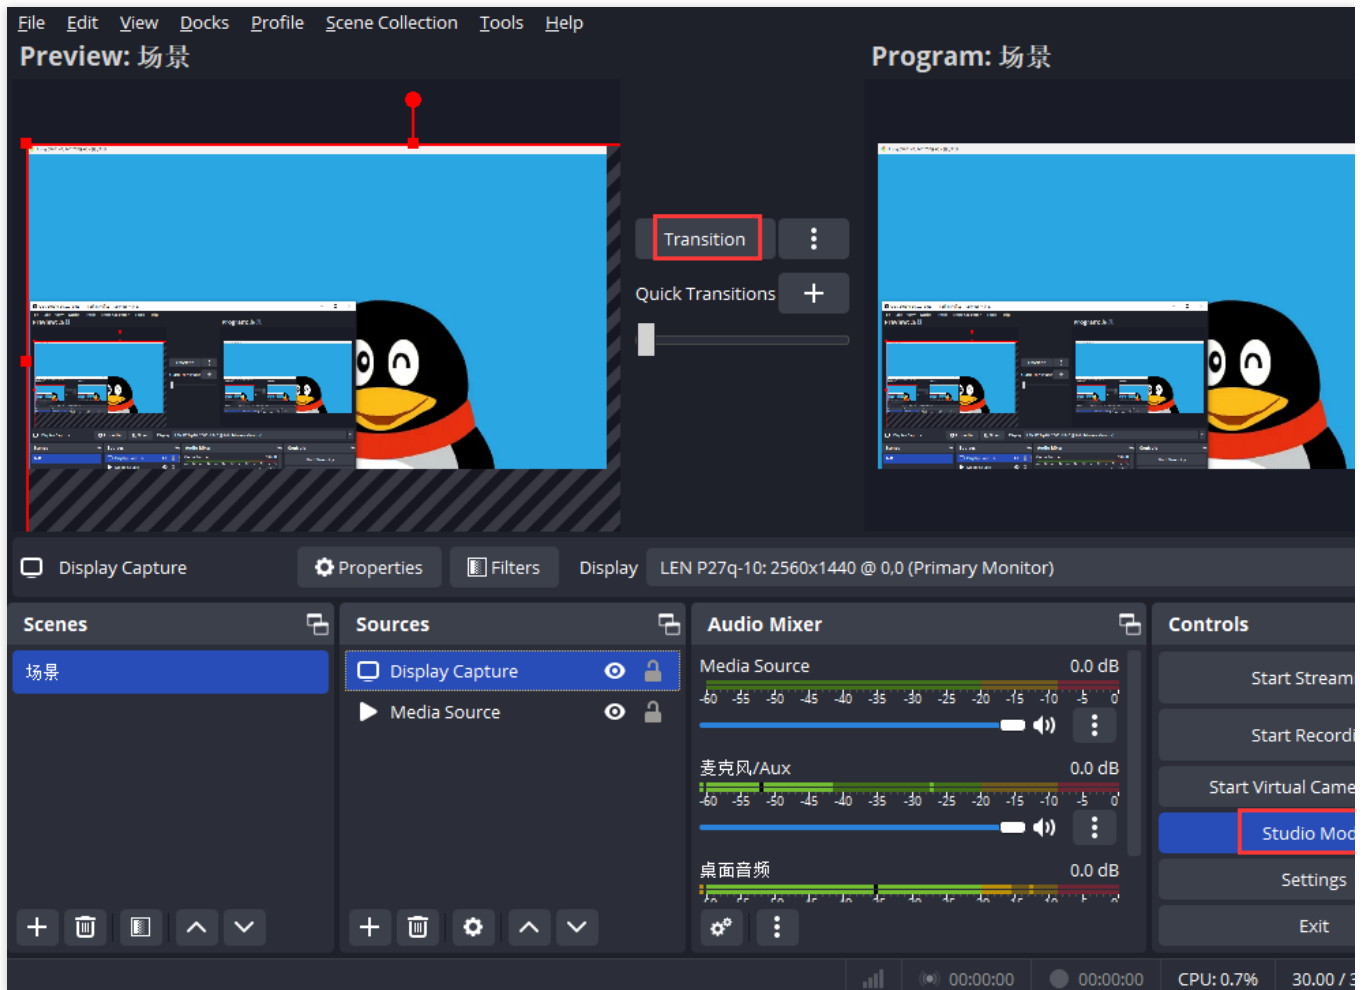 File Edit View Docks Profile Scene Collection Tools Help
Preview: 场景
Program: 场景
Transition
Quick Transitions
Display Capture
Properties
Filters
Display
LEN P27q-10: 2560x1440 @ 0,0 (Primary Monitor)
Scenes
场景
Sources
Display Capture
Media Source
Audio Mixer
Media Source 0.0 dB
-60 -55 -50 -45 -40 -35 -30 -25 -20 -15 -10 -5 0
麦克风/Aux 0.0 dB
-60 -55 -50 -45 -40 -35 -30 -25 -20 -15 -10 -5 0
桌面音频 0.0 dB
Controls
Start Stream
Start Recordi
Start Virtual Came
Studio Mod
Settings
Exit
00:00:00
00:00:00
CPU: 0.7%
30.00 / 3